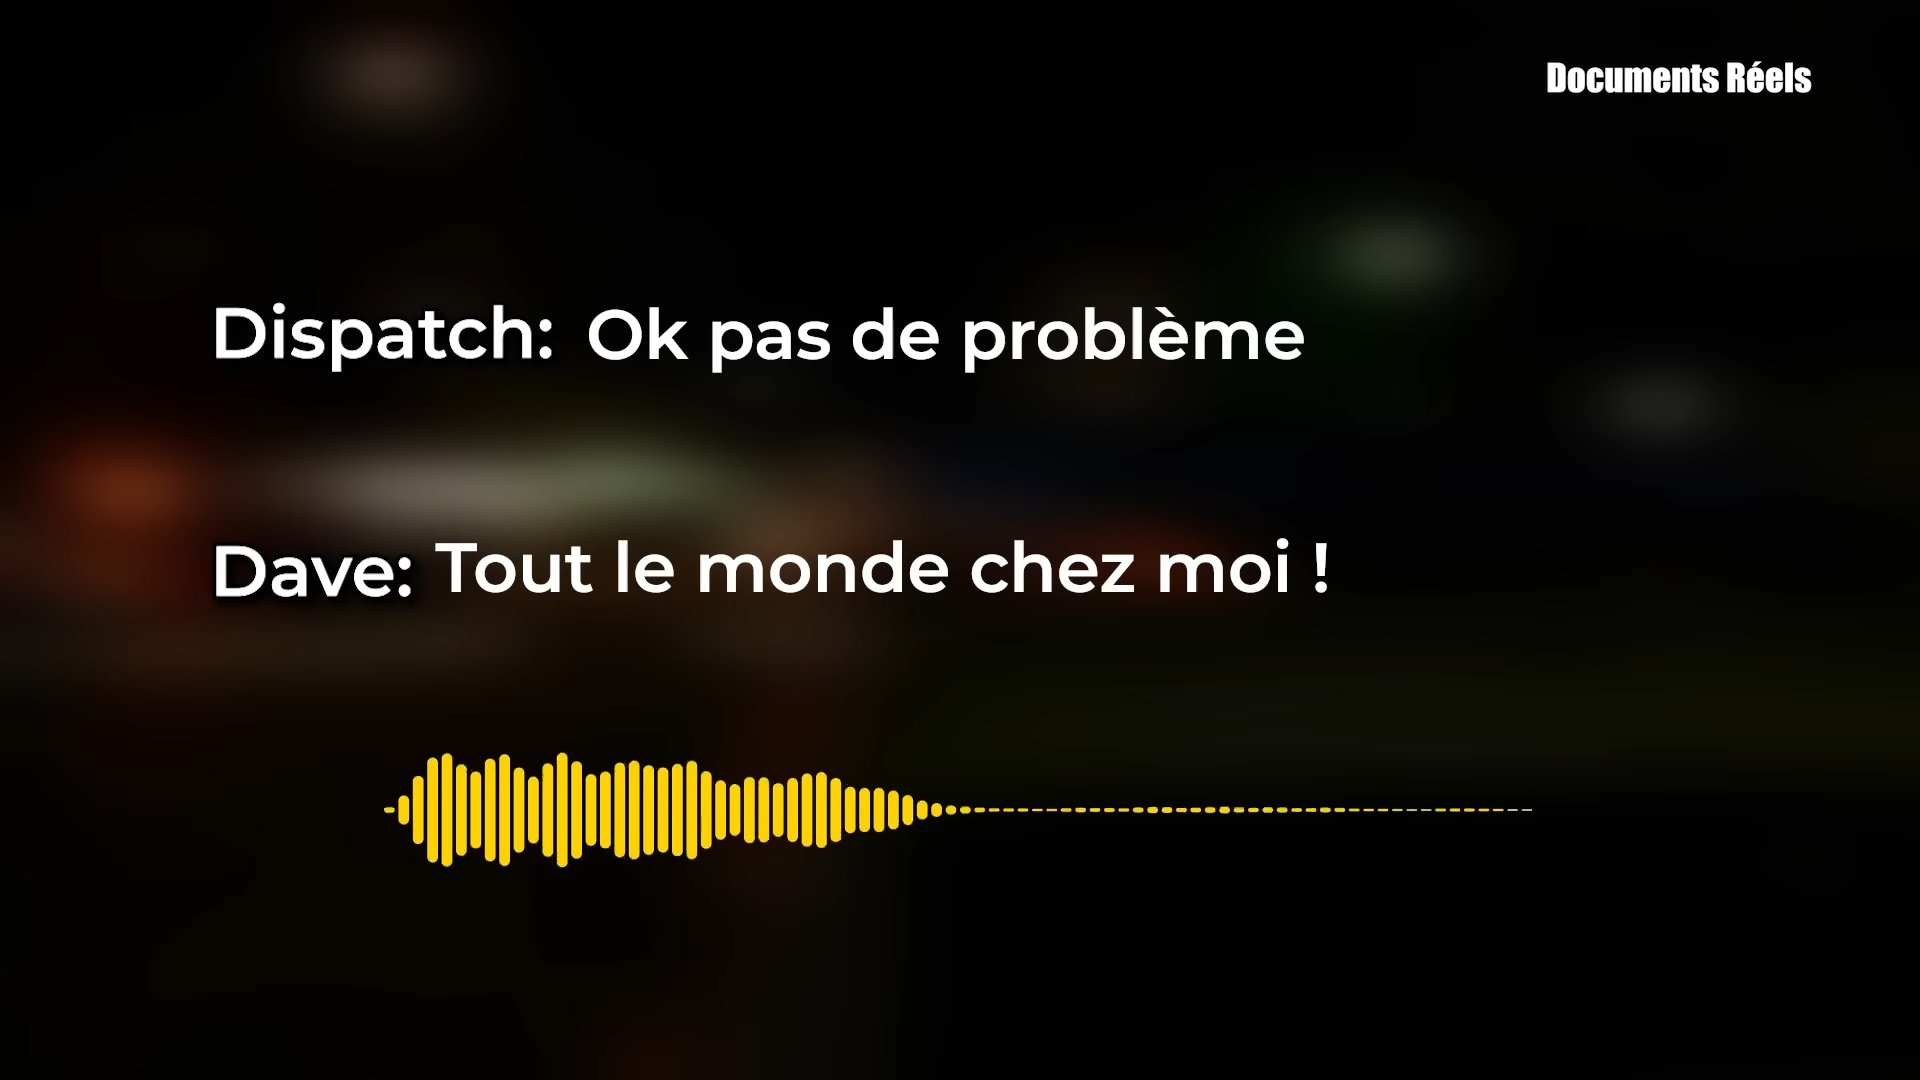 Documents Réels
Dispatch: Ok pas de problème
Dave: Tout le monde chez moi !